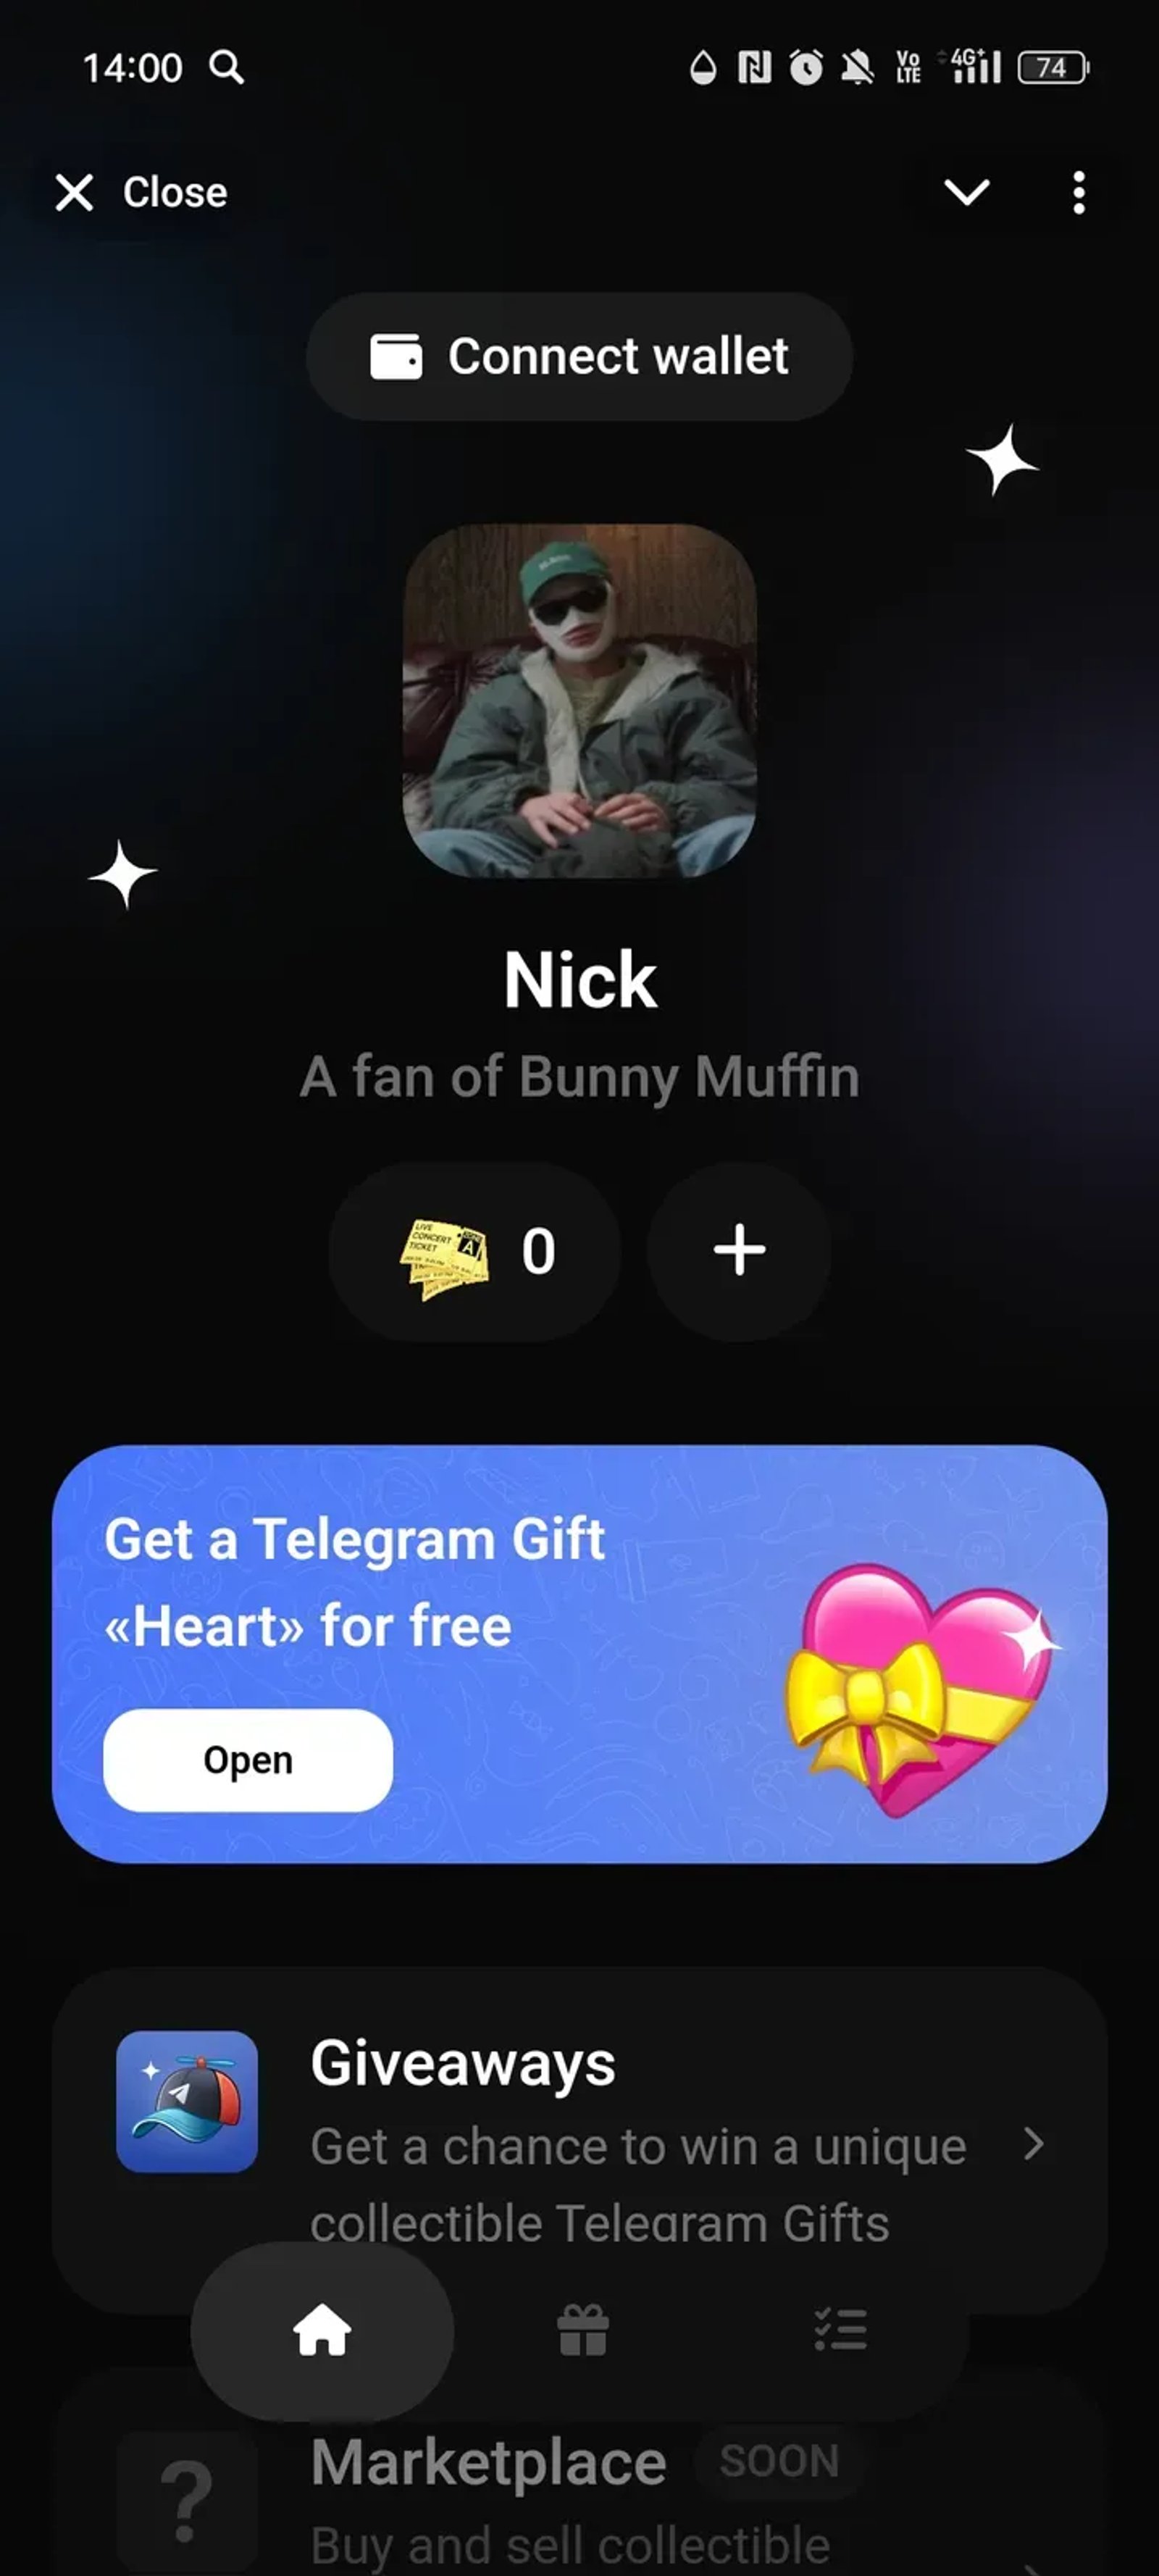 14:00
Vo
LTE
4G+
74
Close
Connect wallet
Nick
A fan of Bunny Muffin
LIVE
CONCERT
TICKET
A
0
Get a Telegram Gift
«Heart» for free
Open
Giveaways
Get a chance to win a unique
collectible Telegram Gifts
Marketplace
SOON
?
Buy and sell collectible